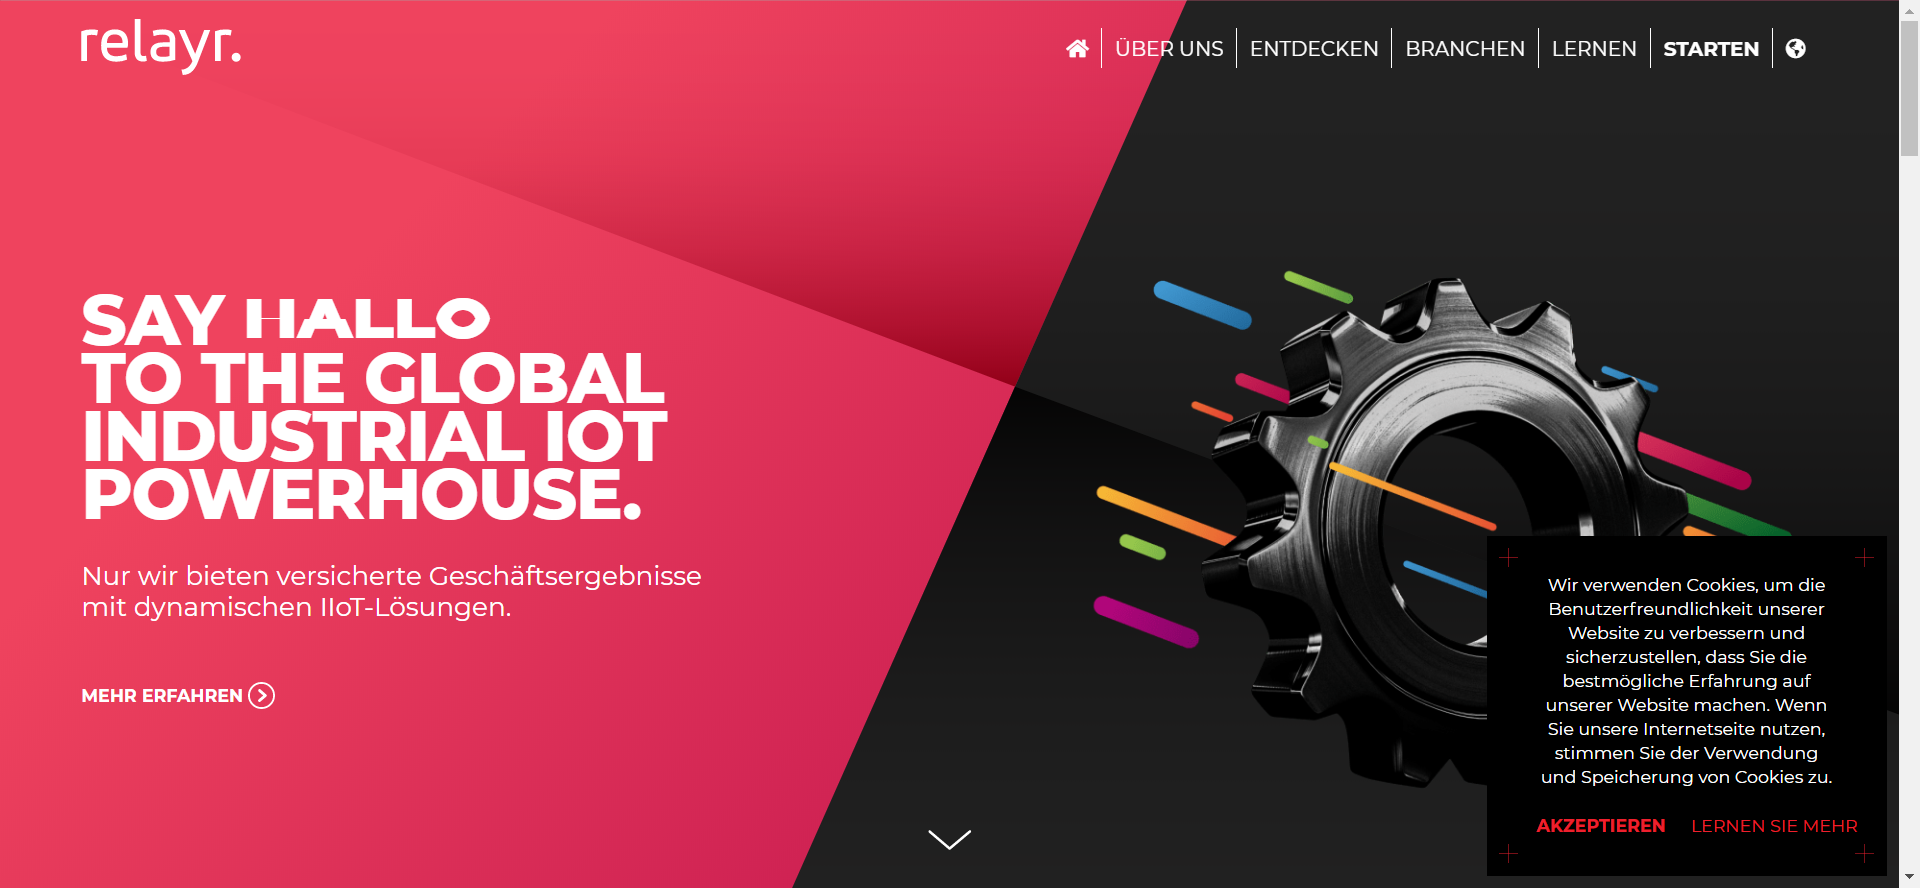 relayr.
ÜBER UNS
ENTDECKEN
BRANCHEN
LERNEN
STARTEN
SAY HALLO
TO THE GLOBAL
INDUSTRIAL IOT
POWERHOUSE.
Nur wir bieten versicherte Geschäftsergebnisse
mit dynamischen IIoT-Lösungen.
MEHR ERFAHREN
Wir verwenden Cookies, um die
Benutzerfreundlichkeit unserer
Website zu verbessern und
sicherzustellen, dass Sie die
bestmögliche Erfahrung auf
unserer Website machen. Wenn
Sie unsere Internetseite nutzen,
stimmen Sie der Verwendung
und Speicherung von Cookies zu.
AKZEPTIEREN
LERNEN SIE MEHR